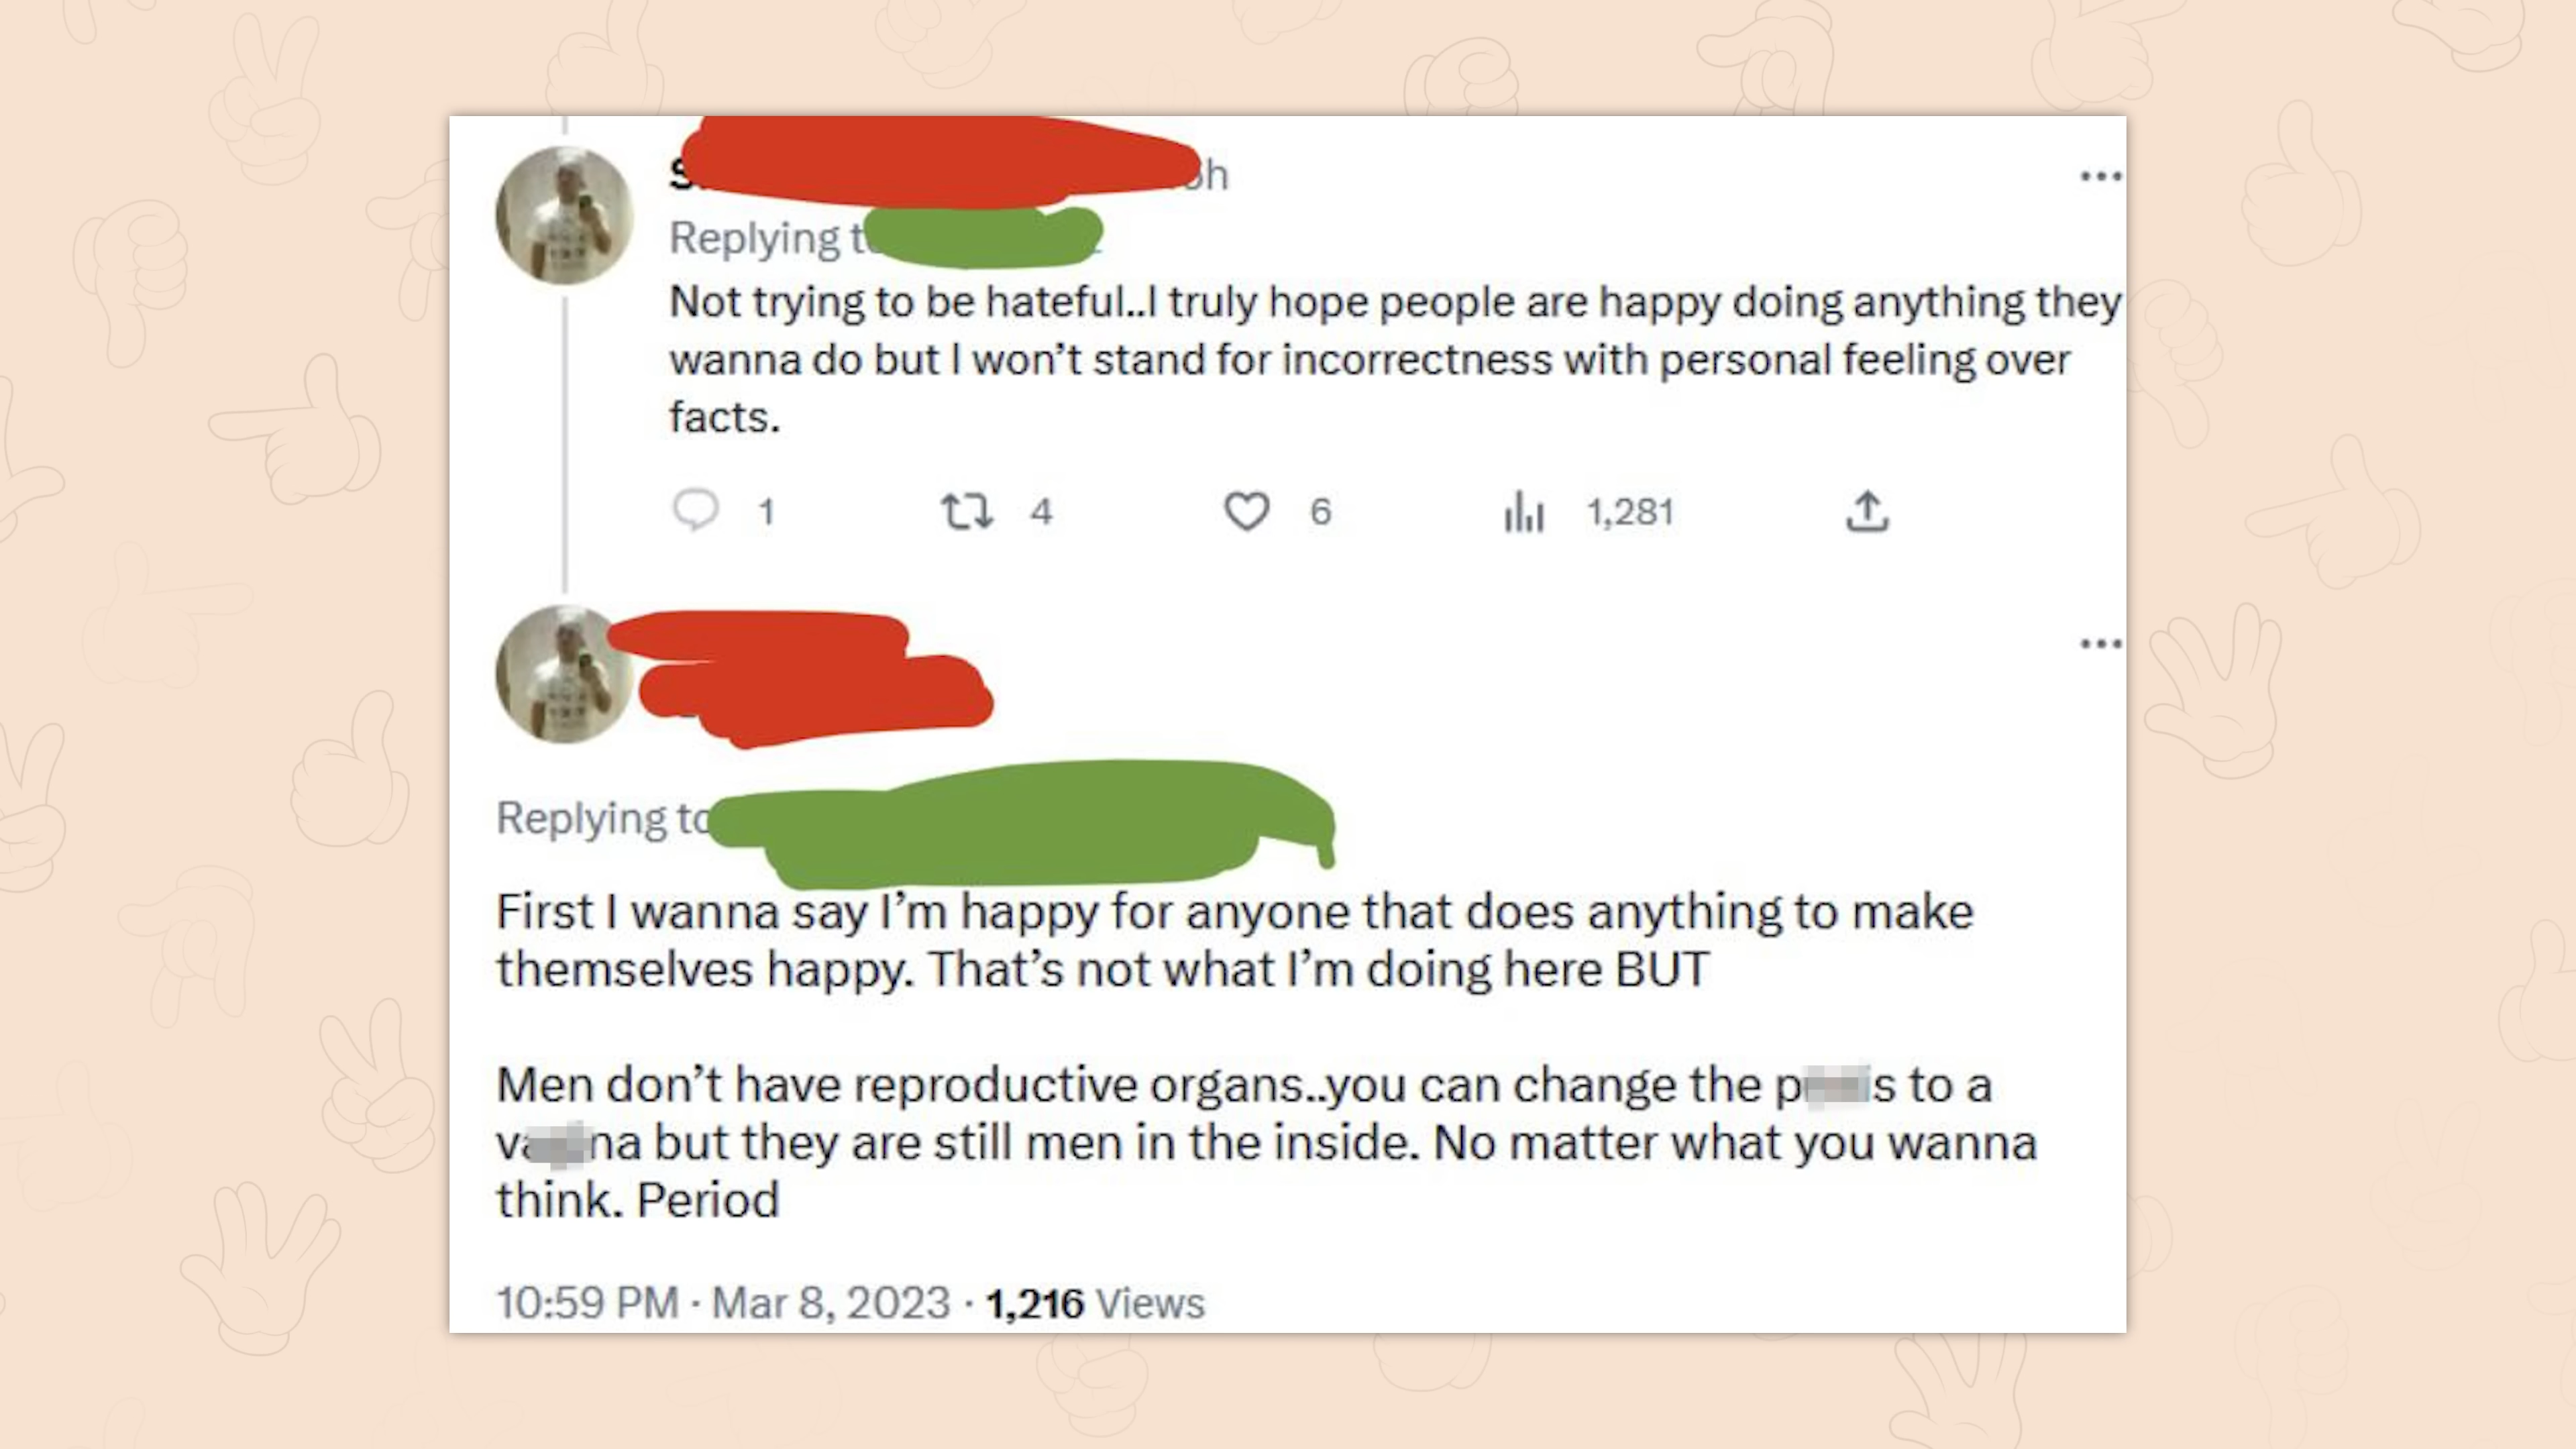 Replying
Not trying to be hateful..I truly hope people are happy doing anything they
wanna do but I won't stand for incorrectness with personal feeling over
facts.
1 4 6 1,281
Replying to
First I wanna say I'm happy for anyone that does anything to make
themselves happy. That's not what I'm doing here BUT
Men don't have reproductive organs..you can change the to a
but they are still men in the inside. No matter what you wanna
think. Period
10:59 PM · Mar 8, 2023 · 1,216 Views